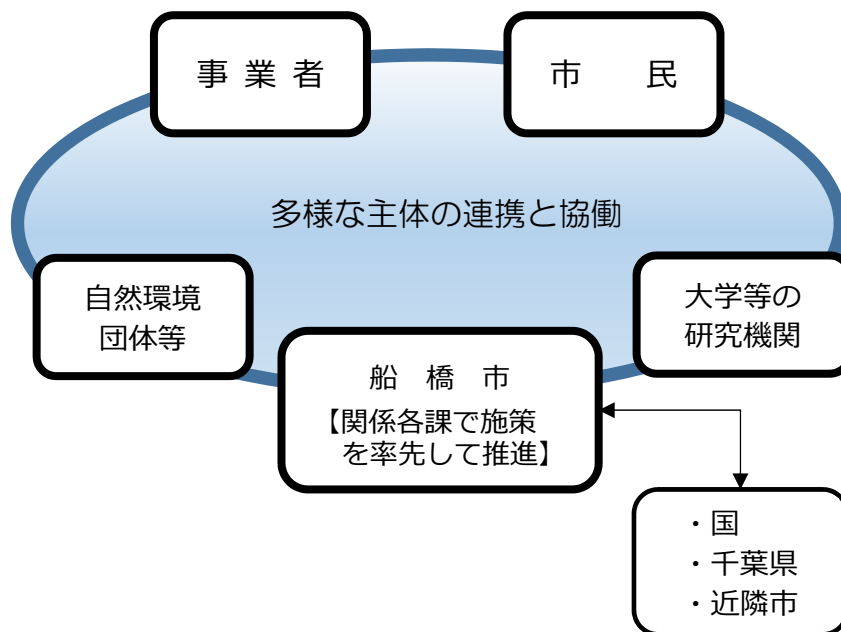 事 業 者
市　　民
多様な主体の連携と協働
自然環境
団体等
大学等の
研究機関
船　橋　市
【関係各課で施策
を率先して推進】
・国
・千葉県
・近隣市